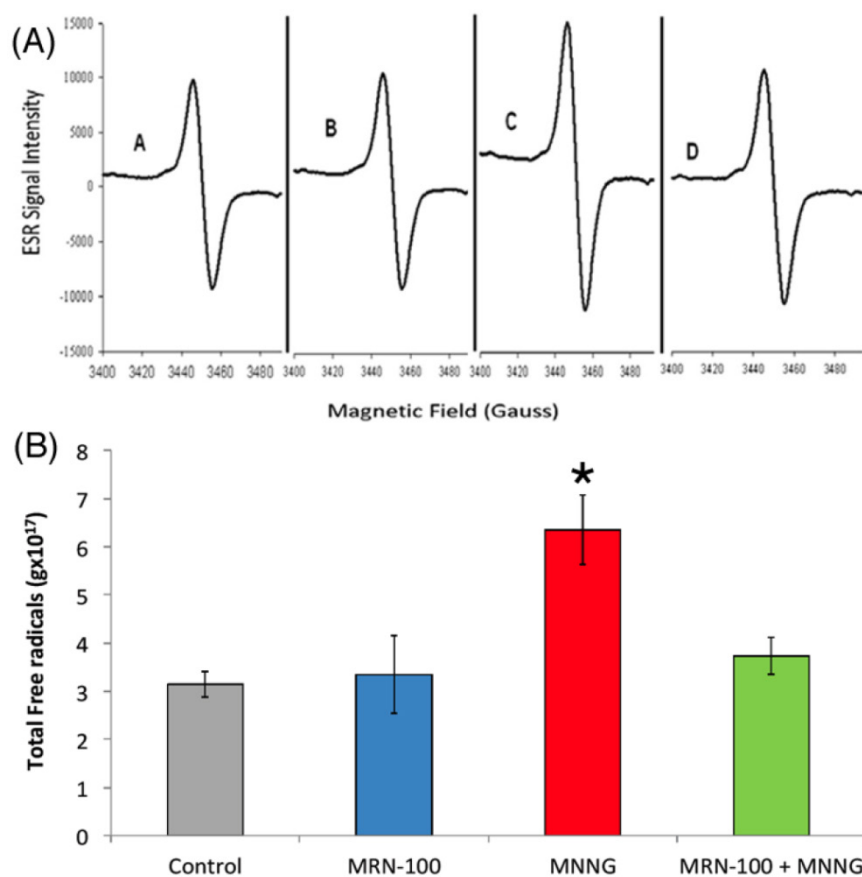 (A)
ESR Signal Intensity
15000
10000
5000
0
-5000
-10000
-15000
A
B
C
D
3400 3420 3440 3460 3480
3400 3420 3440 3460 3480
3400 3420 3440 3460 3480
3400 3420 3440 3460 3480
Magnetic Field (Gauss)
(B)
Total Free radicals (gx10¹⁷)
8
7
6
5
4
3
2
1
0
*
Control MRN-100 MNNG MRN-100 + MNNG